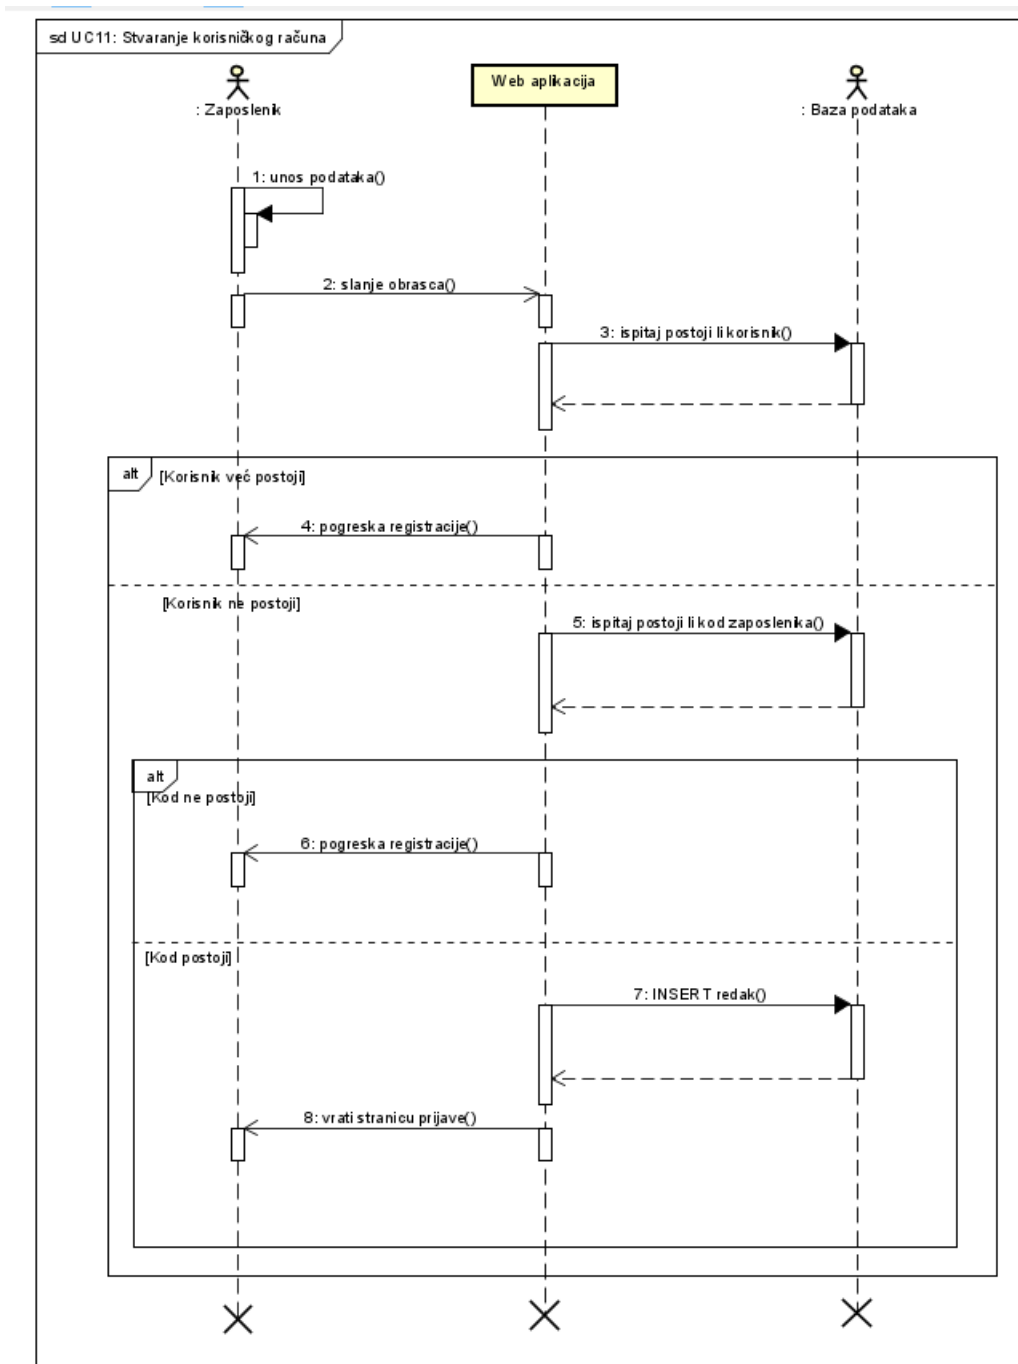 sd UC11: Stvaranje korisničkog računa
: Zaposlenik
Web aplikacija
: Baza podataka
1: unos podataka()
2: slanje obrasca()
3: ispitaj postoji li korisnik()
alt
[Korisnik već postoji]
4: pogreska registracije()
[Korisnik ne postoji]
5: ispitaj postoji li kod zaposlenika()
alt
[Kod ne postoji]
6: pogreska registracije()
[Kod postoji]
7: INSERT redak()
8: vrati stranicu prijave()